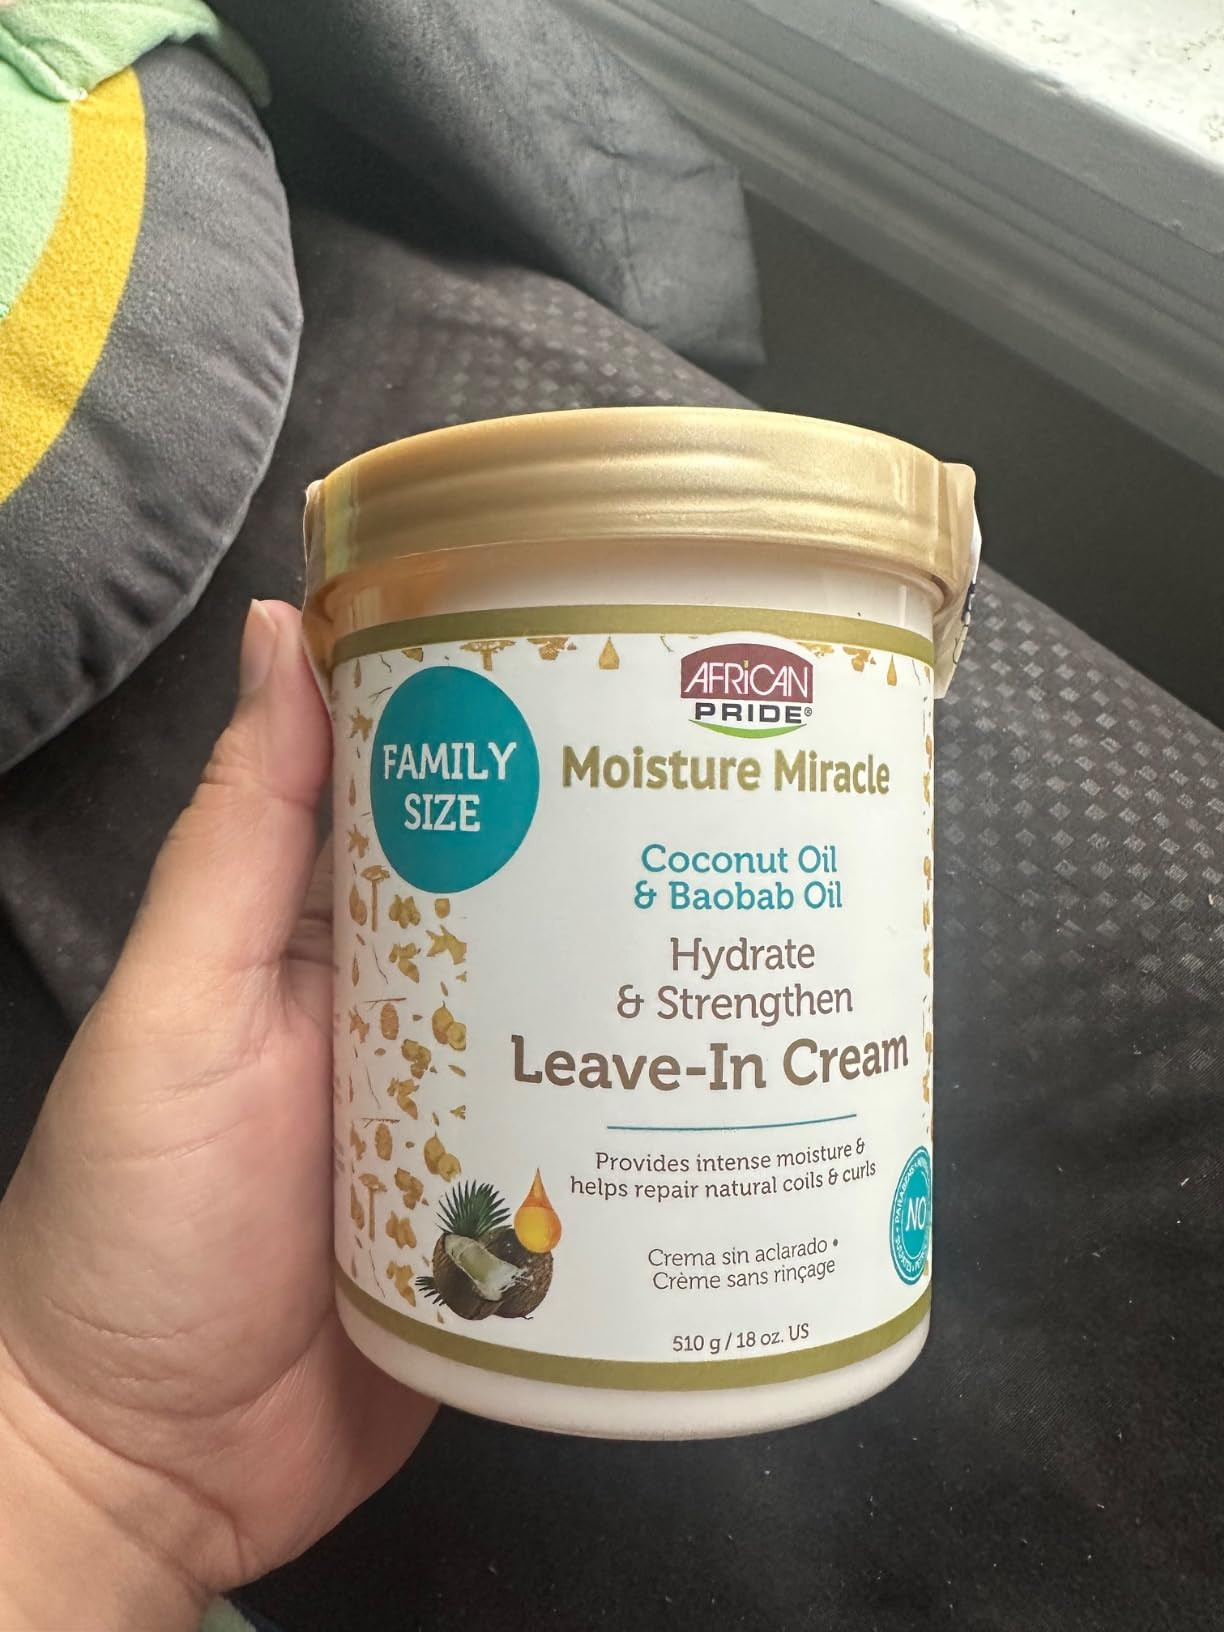 FAMILY
SIZE
AFRiCAN
PRIDE®
Moisture Miracle
Coconut Oil
& Baobab Oil
Hydrate
& Strengthen
Leave-In Cream
Provides intense moisture &
helps repair natural coils & curls
NO
Crema sin aclarado •
Crème sans rinçage
510 g / 18 oz. US